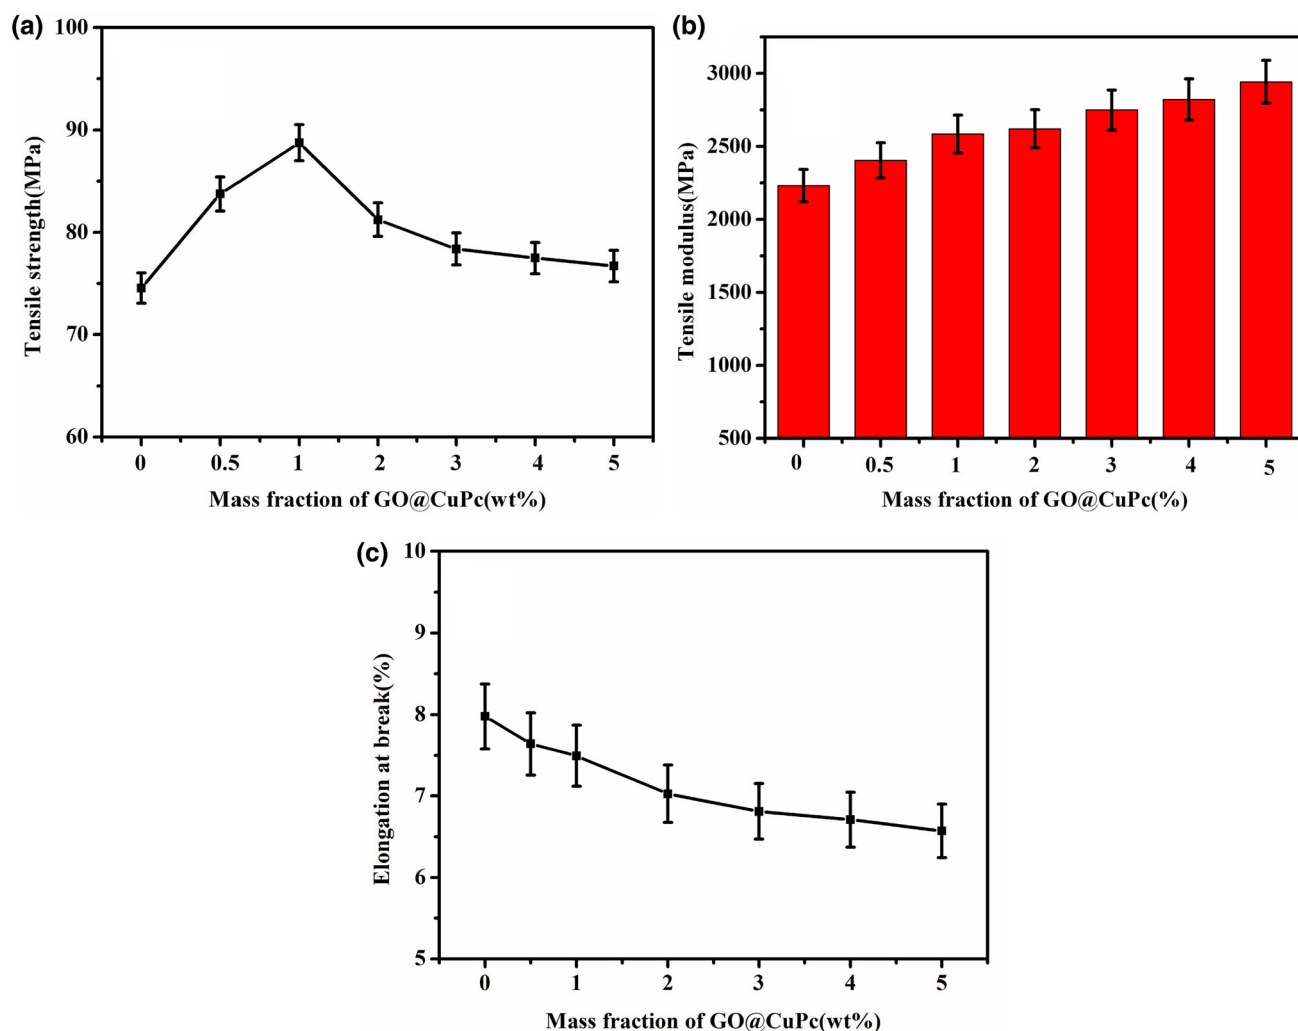 (a)
100
90
80
70
60
Tensile strength(MPa)
0 0.5 1 2 3 4 5
Mass fraction of GO@CuPc(wt%)
(b)
3000
2500
2000
1500
1000
500
Tensile modulus(MPa)
0 0.5 1 2 3 4 5
Mass fraction of GO@CuPc(%)
(c)
10
9
8
7
6
5
Elongation at break(%)
0 1 2 3 4 5
Mass fraction of GO@CuPc(wt%)